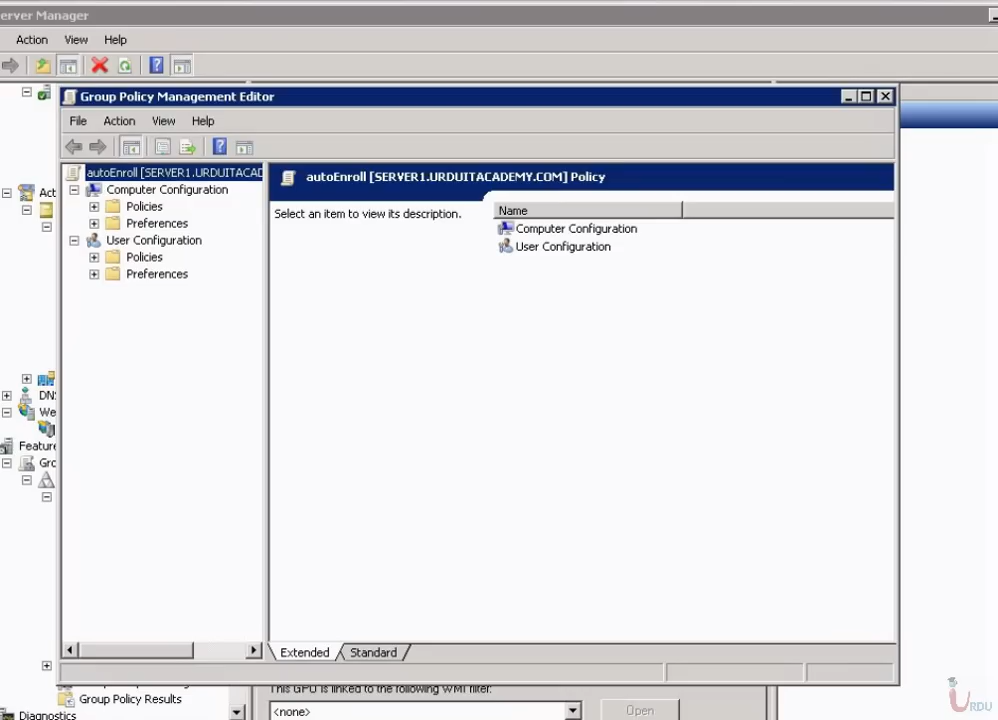 erver Manager
Action View Help
Group Policy Management Editor
File Action View Help
autoEnroll [SERVER1.URDUITACAD
Computer Configuration
Policies
Preferences
User Configuration
Policies
Preferences
autoEnroll [SERVER1.URDUITACADEMY.COM] Policy
Select an item to view its description.
Name
Computer Configuration
User Configuration
Extended Standard
Act
DNS
We
Feature
Gro
Group Policy Results
Diagnostics
This GPO is linked to the following WMI filter:
<none>
Open
URDU